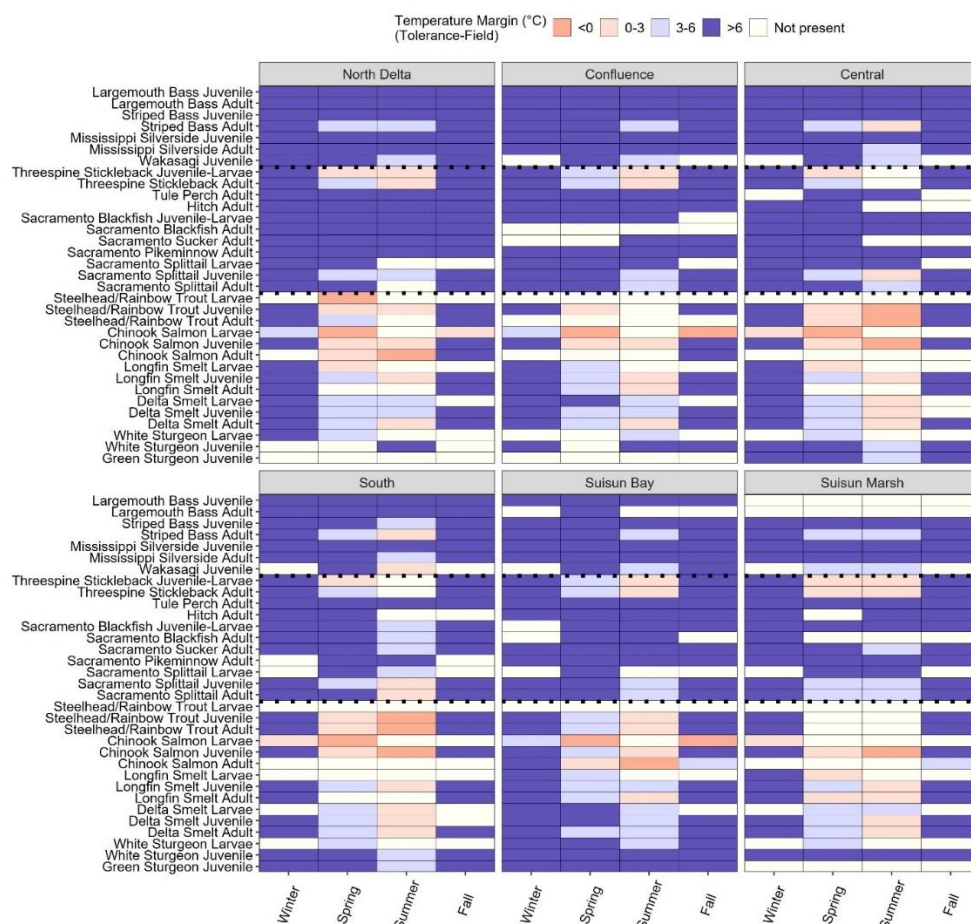 Temperature Margin (°C)
(Tolerance-Field)
<0
0-3
3-6
>6
Not present
North Delta
Confluence
Central
Largemouth Bass Juvenile
Largemouth Bass Adult
Striped Bass Juvenile
Striped Bass Adult
Mississippi Silverside Juvenile
Mississippi Silverside Adult
Wakasagi Juvenile
Threespine Stickleback Juvenile-Larvae
Threespine Stickleback Adult
Tule Perch Adult
Hitch Adult
Sacramento Blackfish Juvenile-Larvae
Sacramento Blackfish Adult
Sacramento Sucker Adult
Sacramento Pikeminnow Adult
Sacramento Splittail Larvae
Sacramento Splittail Juvenile
Sacramento Splittail Adult
Steelhead/Rainbow Trout Larvae
Steelhead/Rainbow Trout Juvenile
Steelhead/Rainbow Trout Adult
Chinook Salmon Larvae
Chinook Salmon Juvenile
Chinook Salmon Adult
Longfin Smelt Larvae
Longfin Smelt Juvenile
Longfin Smelt Adult
Delta Smelt Larvae
Delta Smelt Juvenile
Delta Smelt Adult
White Sturgeon Larvae
White Sturgeon Juvenile
Green Sturgeon Juvenile
South
Suisun Bay
Suisun Marsh
Largemouth Bass Juvenile
Largemouth Bass Adult
Striped Bass Juvenile
Striped Bass Adult
Mississippi Silverside Juvenile
Mississippi Silverside Adult
Wakasagi Juvenile
Threespine Stickleback Juvenile-Larvae
Threespine Stickleback Adult
Tule Perch Adult
Hitch Adult
Sacramento Blackfish Juvenile-Larvae
Sacramento Blackfish Adult
Sacramento Sucker Adult
Sacramento Pikeminnow Adult
Sacramento Splittail Larvae
Sacramento Splittail Juvenile
Sacramento Splittail Adult
Steelhead/Rainbow Trout Larvae
Steelhead/Rainbow Trout Juvenile
Steelhead/Rainbow Trout Adult
Chinook Salmon Larvae
Chinook Salmon Juvenile
Chinook Salmon Adult
Longfin Smelt Larvae
Longfin Smelt Juvenile
Longfin Smelt Adult
Delta Smelt Larvae
Delta Smelt Juvenile
Delta Smelt Adult
White Sturgeon Larvae
White Sturgeon Juvenile
Green Sturgeon Juvenile
Winter
Spring
Summer
Fall
Winter
Spring
Summer
Fall
Winter
Spring
Summer
Fall